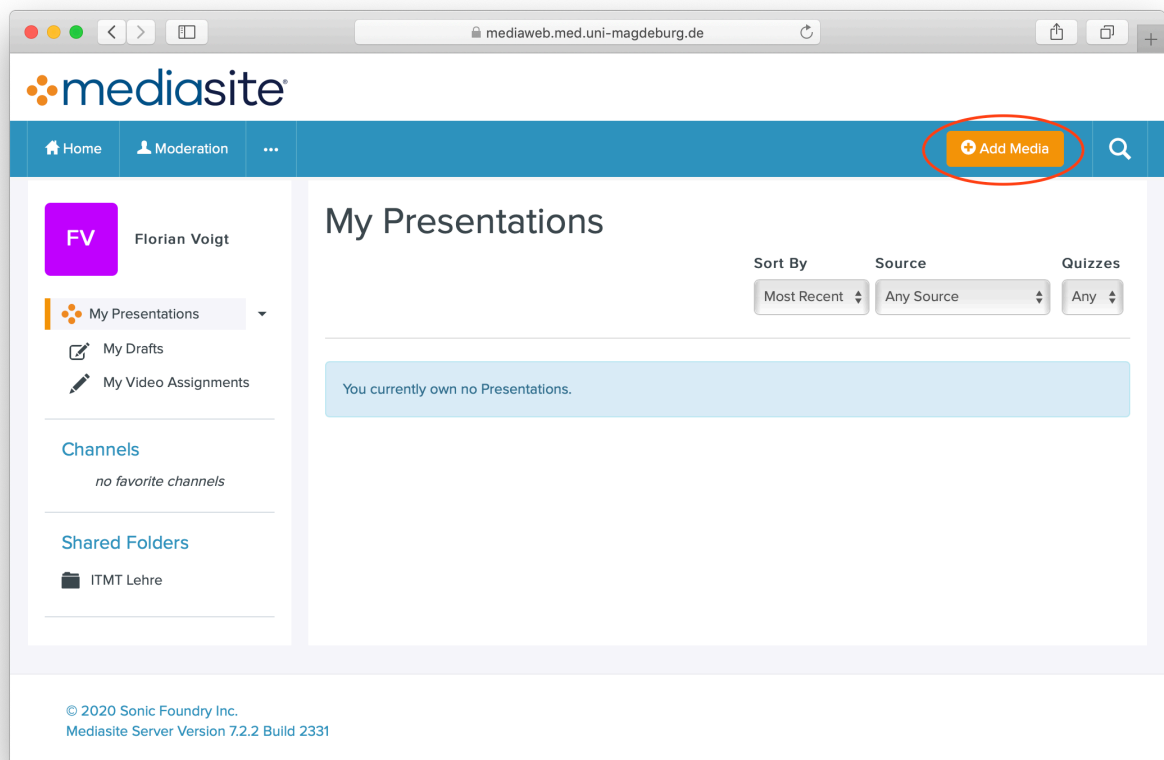 mediaweb.med.uni-magdeburg.de
mediasite®
Home Moderation ••• Add Media
FV Florian Voigt
My Presentations
My Drafts
My Video Assignments
Channels
no favorite channels
Shared Folders
ITMT Lehre
My Presentations
Sort By Source Quizzes
Most Recent Any Source Any
You currently own no Presentations.
© 2020 Sonic Foundry Inc.
Mediasite Server Version 7.2.2 Build 2331